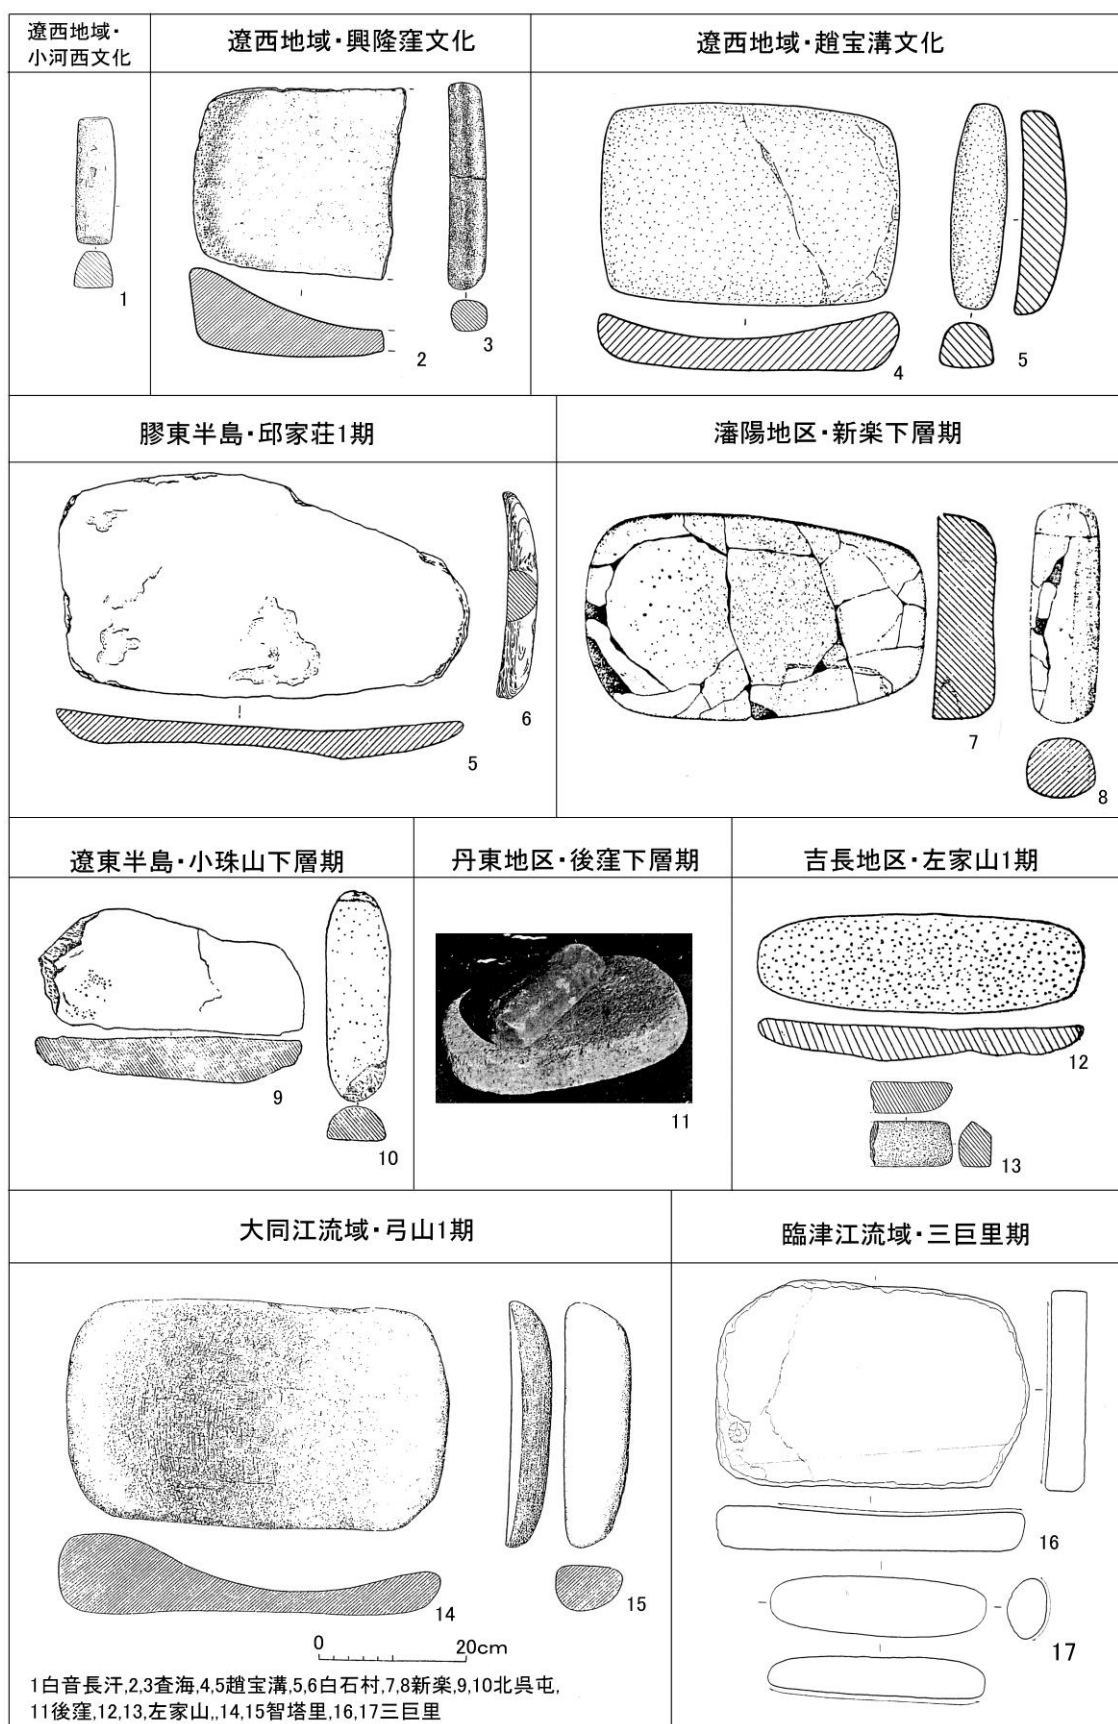 遼西地域・
小河西文化
遼西地域・興隆窪文化
遼西地域・趙宝溝文化
1
2
3
4
5
膠東半島・邱家荘1期
瀋陽地区・新楽下層期
5
6
7
8
遼東半島・小珠山下層期
丹東地区・後窪下層期
吉長地区・左家山1期
9
10
11
12
13
大同江流域・弓山1期
臨津江流域・三巨里期
14
15
16
17
0 20cm
1白音長汗,2,3査海,4,5趙宝溝,5,6白石村,7,8新楽,9,10北呉屯,
11後窪,12,13,左家山,,14,15智塔里,16,17三巨里